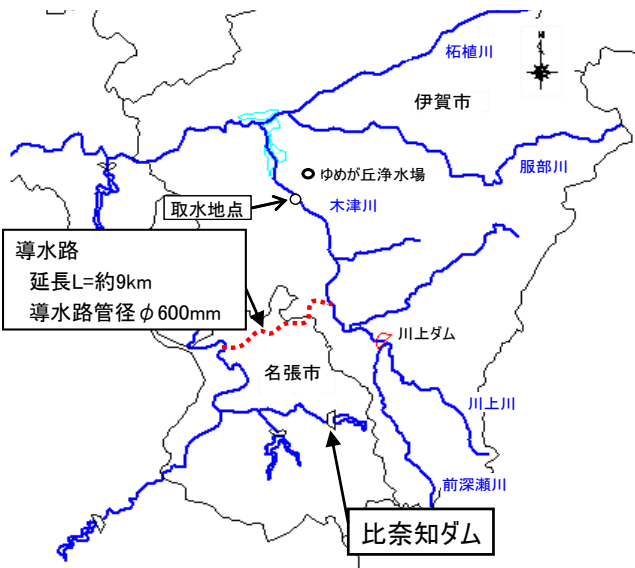 柘植川
N
伊賀市
服部川
ゆめが丘浄水場
取水地点
木津川
導水路
延長L=約9km
導水路管径φ600mm
川上ダム
名張市
川上川
前深瀬川
比奈知ダム